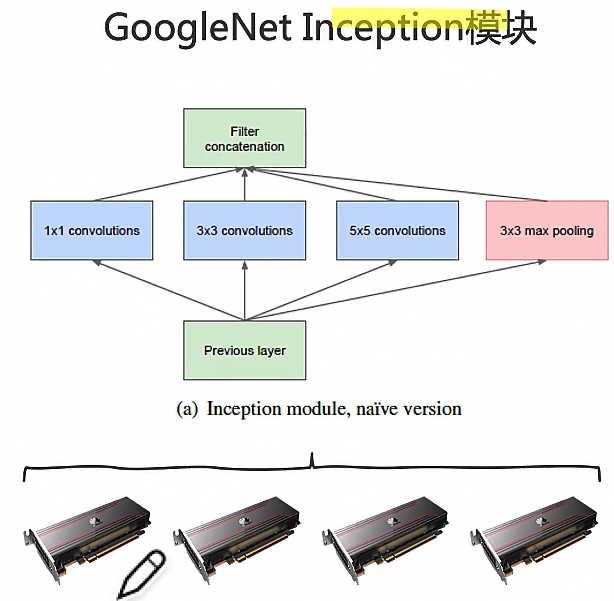 GoogleNet Inception模块
Filter
concatenation
1x1 convolutions
3x3 convolutions
5x5 convolutions
3x3 max pooling
Previous layer
(a) Inception module, naïve version